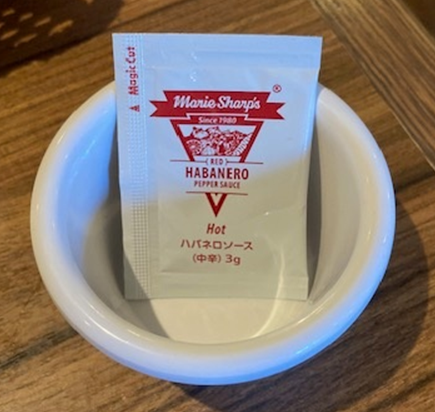 Magic Cut
®
Marie Sharp's
Since 1980
(RED)
HABANERO
PEPPER SAUCE
Hot
ハバネロソース
(中辛) 3g